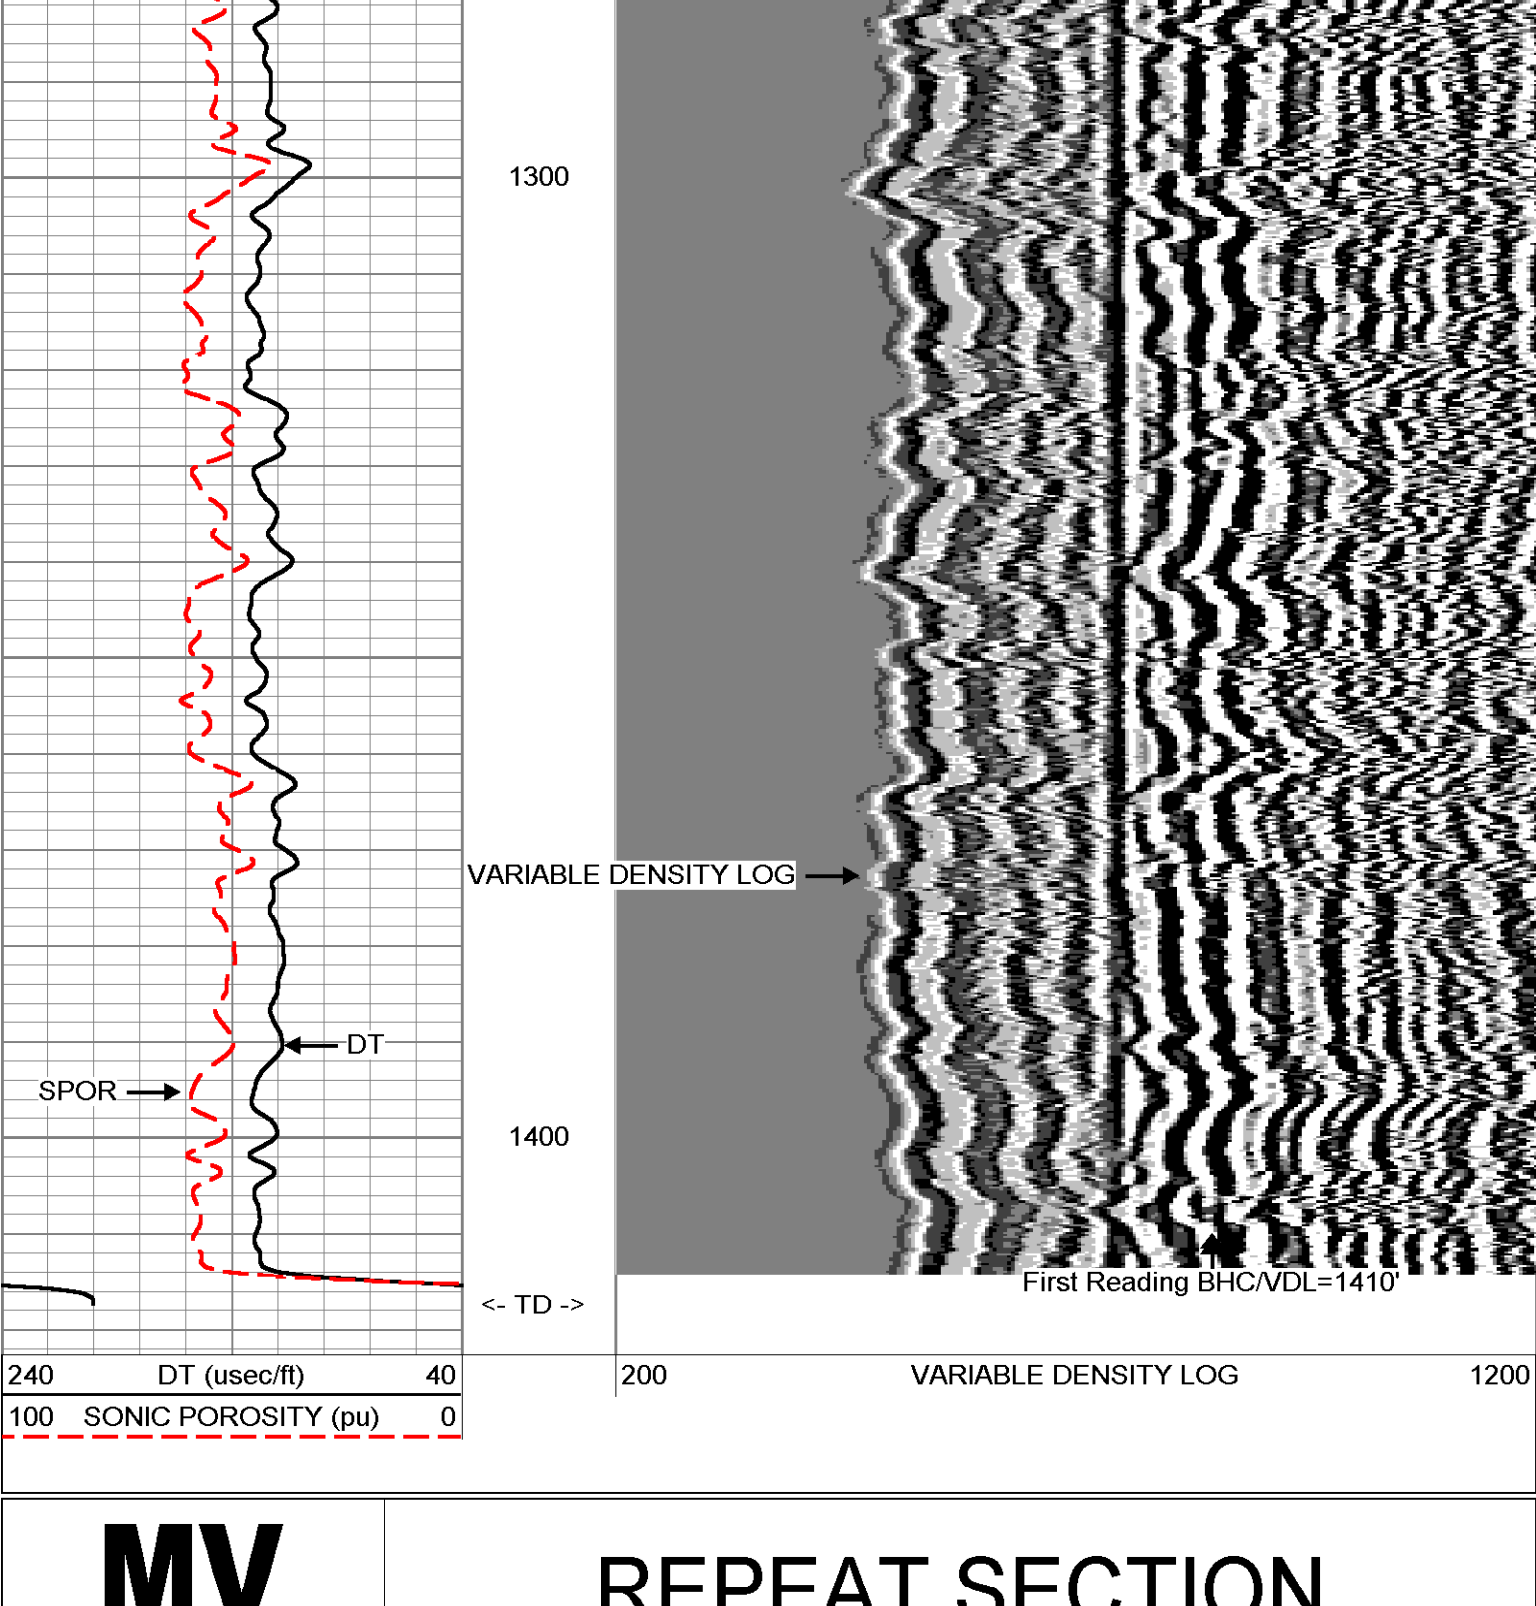 1300
VARIABLE DENSITY LOG
DT
SPOR
1400
First Reading BHC/VDL=1410'
<- TD ->
240 DT (usec/ft) 40 200 VARIABLE DENSITY LOG 1200
100 SONIC POROSITY (pu) 0
MV
REPEAT SECTION